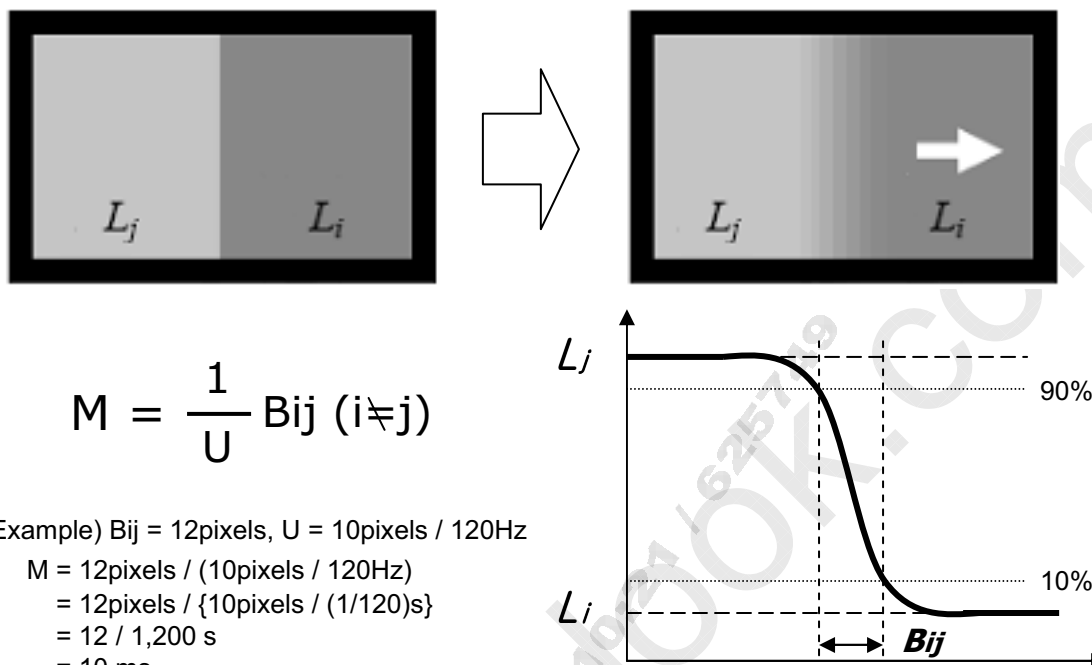 Lj Li
Lj Li
M = 1/U Bij (i≒j)
Example) Bij = 12pixels, U = 10pixels / 120Hz
M = 12pixels / (10pixels / 120Hz)
= 12pixels / {10pixels / (1/120)s}
= 12 / 1,200 s
= 10 ms
Lj
90%
10%
Li
Bij